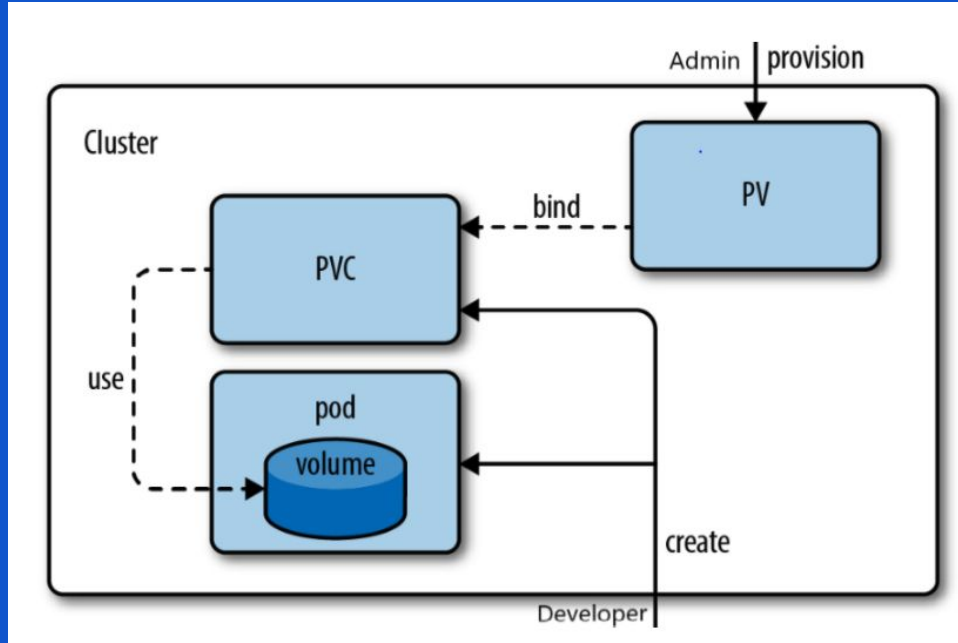 Admin provision
Cluster
PV
bind
PVC
use
pod
volume
create
Developer